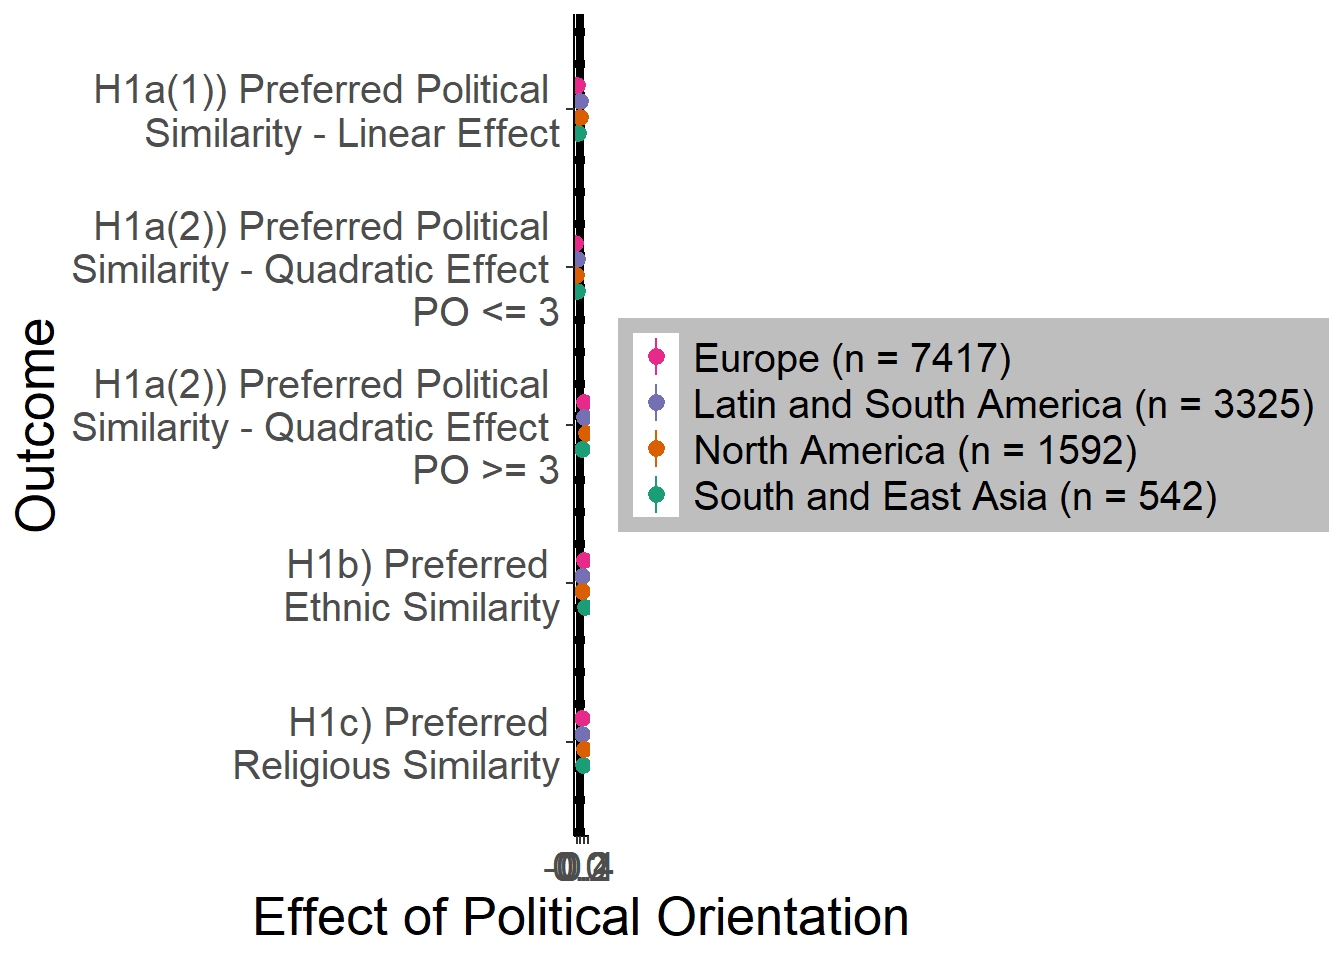 H1a(1)) Preferred Political
Similarity - Linear Effect
H1a(2)) Preferred Political
Similarity - Quadratic Effect
PO <= 3
H1a(2)) Preferred Political
Similarity - Quadratic Effect
PO >= 3
H1b) Preferred
Ethnic Similarity
H1c) Preferred
Religious Similarity
Outcome
Europe (n = 7417)
Latin and South America (n = 3325)
North America (n = 1592)
South and East Asia (n = 542)
Effect of Political Orientation